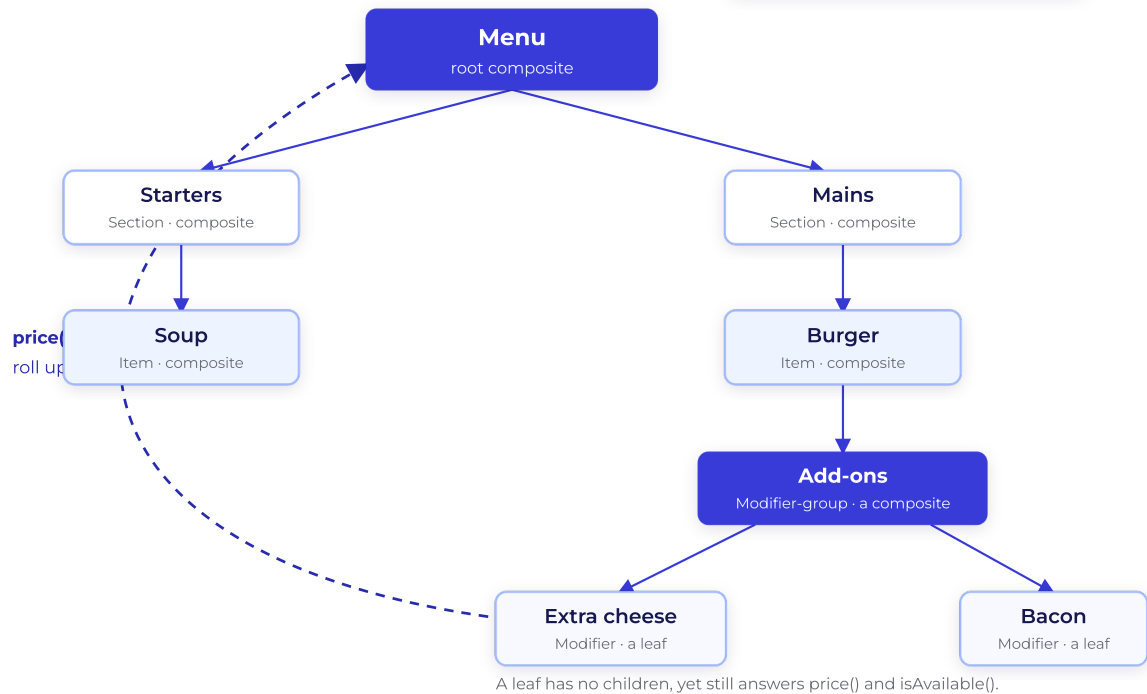 Menu
root composite
Starters
Section · composite
Mains
Section · composite
price(
roll up
Soup
Item · composite
Burger
Item · composite
Add-ons
Modifier-group · a composite
Extra cheese
Modifier · a leaf
Bacon
Modifier · a leaf
A leaf has no children, yet still answers price() and isAvailable().